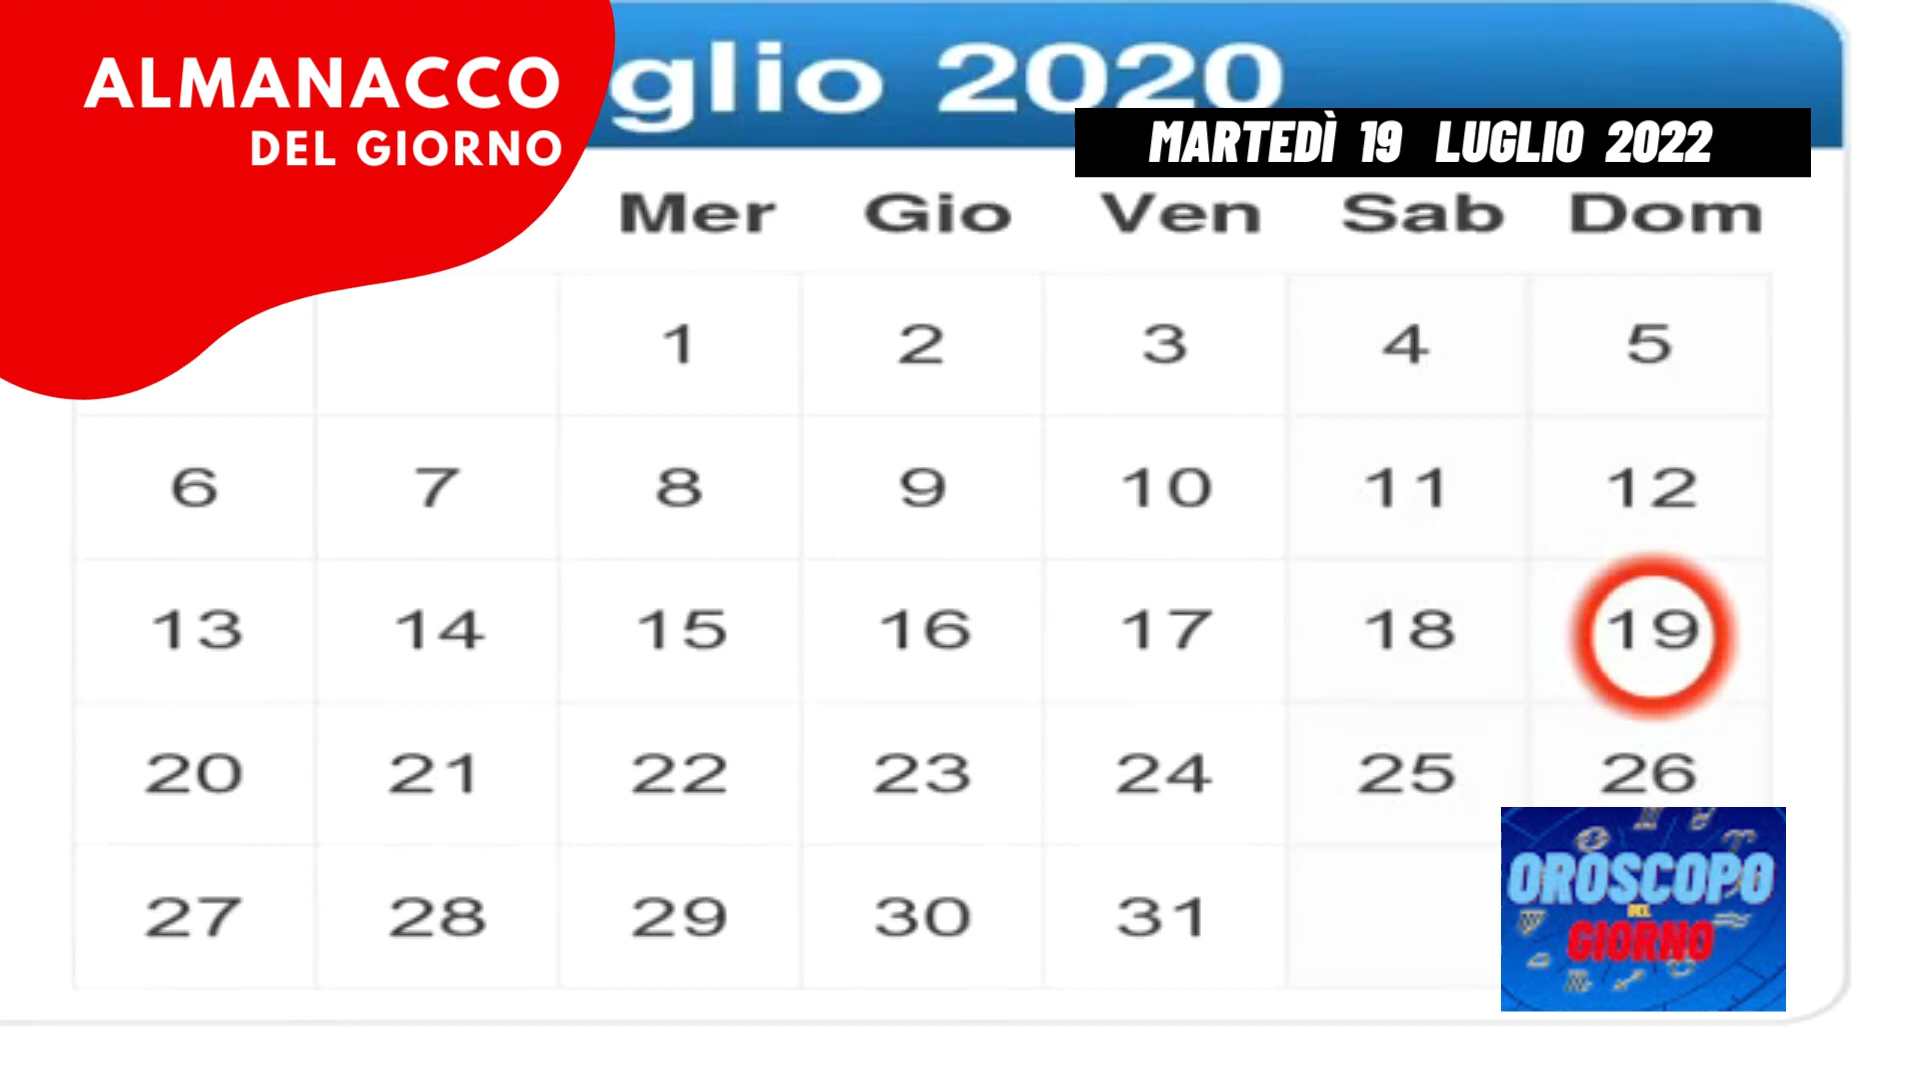 ALMANACCO
DEL GIORNO
glio 2020
MARTEDÌ 19 LUGLIO 2022
Mer Gio Ven Sab Dom
1 2 3 4 5
6 7 8 9 10 11 12
13 14 15 16 17 18 19
20 21 22 23 24 25 26
27 28 29 30 31
OROSCOPO
DEL
GIORNO